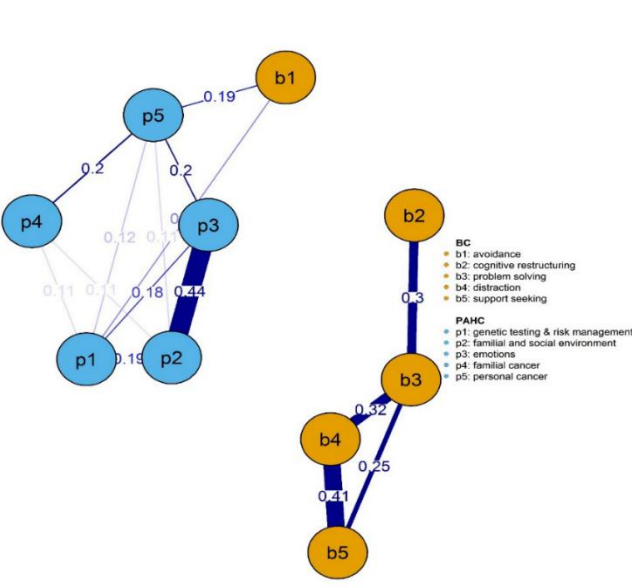 b1
0.19
p5
0.2
0.2
p4
p3
0.12
0.11
b2
BC
b1: avoidance
b2: cognitive restructuring
b3: problem solving
b4: distraction
b5: support seeking
0.11
0.11
0.18
0.44
0.3
PAHC
p1: genetic testing & risk management
p2: familial and social environment
p3: emotions
p4: familial cancer
p5: personal cancer
p1
0.19
p2
b3
0.32
b4
0.25
0.41
b5